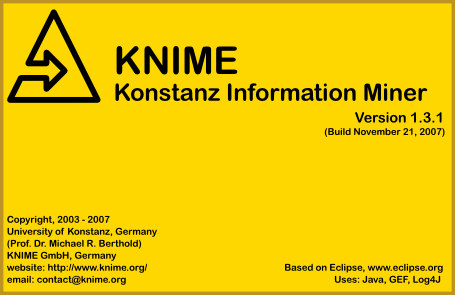 KNIME
Konstanz Information Miner
Version 1.3.1
(Build November 21, 2007)
Copyright, 2003 - 2007
University of Konstanz, Germany
(Prof. Dr. Michael R. Berthold)
KNIME GmbH, Germany
website: http://www.knime.org/
email: contact@knime.org
Based on Eclipse, www.eclipse.org
Uses: Java, GEF, Log4J